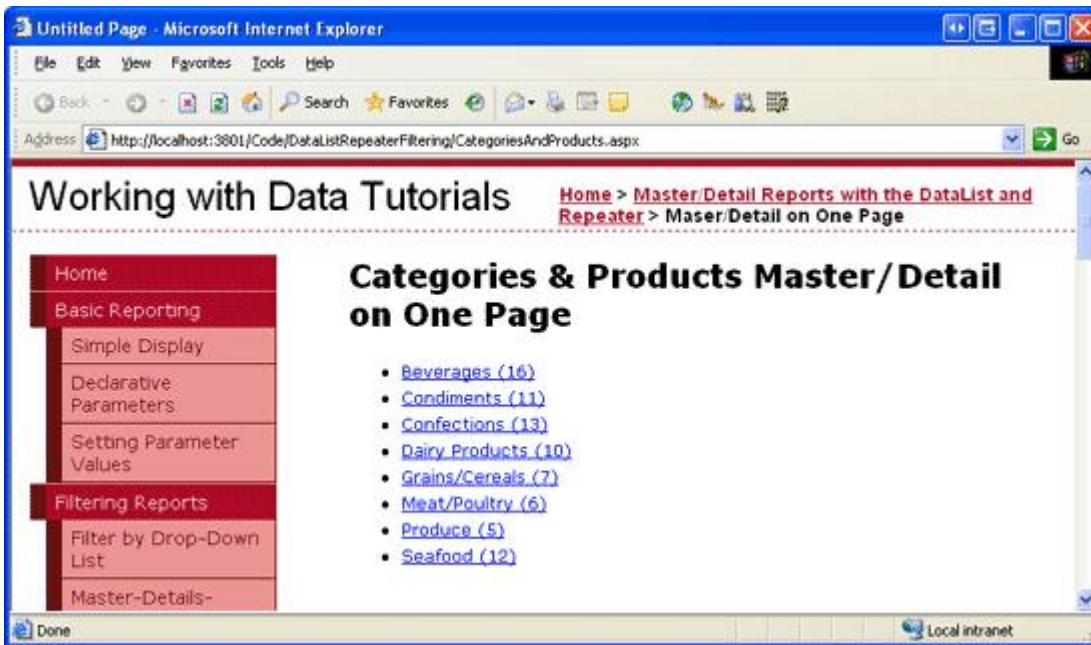 Untitled Page - Microsoft Internet Explorer
File Edit View Favorites Tools Help
Back Search Favorites
Address http://localhost:3801/Code/DataListRepeaterFiltering/CategoriesAndProducts.aspx Go
Working with Data Tutorials
Home > Master/Detail Reports with the DataList and
Repeater > Maser/Detail on One Page
Home
Basic Reporting
Simple Display
Declarative
Parameters
Setting Parameter
Values
Filtering Reports
Filter by Drop-Down
List
Master-Details-
Categories & Products Master/Detail
on One Page
Beverages (16)
Condiments (11)
Confections (13)
Dairy Products (10)
Grains/Cereals (7)
Meat/Poultry (6)
Produce (5)
Seafood (12)
Done
Local intranet